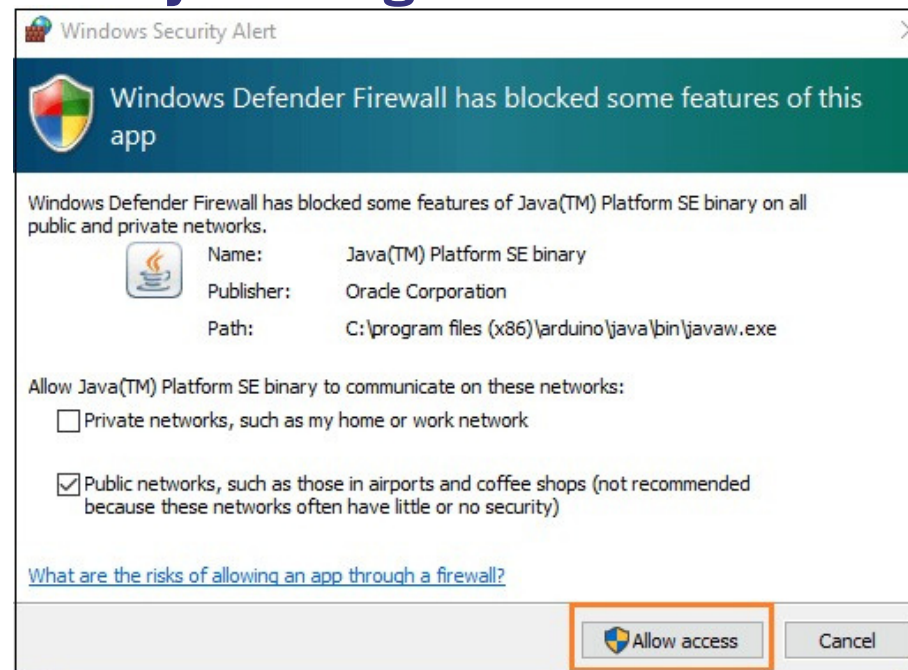 Windows Security Alert
Windows Defender Firewall has blocked some features of this
app
Windows Defender Firewall has blocked some features of Java(TM) Platform SE binary on all
public and private networks.
Name: Java(TM) Platform SE binary
Publisher: Oracle Corporation
Path: C:\program files (x86)\arduino\java\bin\javaw.exe
Allow Java(TM) Platform SE binary to communicate on these networks:
Private networks, such as my home or work network
Public networks, such as those in airports and coffee shops (not recommended
because these networks often have little or no security)
What are the risks of allowing an app through a firewall?
Allow access Cancel